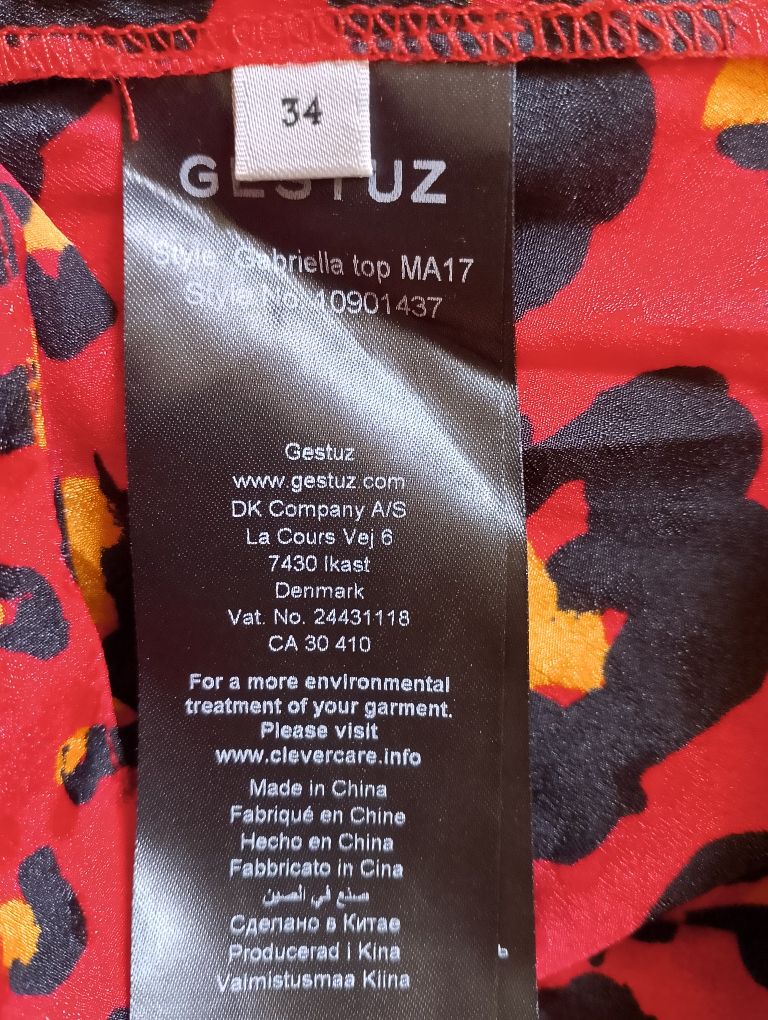 34
GESTUZ
Style: Gabriella top MA17
Style No: 10901437
Gestuz
www.gestuz.com
DK Company A/S
La Cours Vej 6
7430 Ikast
Denmark
Vat. No. 24431118
CA 30 410
For a more environmental
treatment of your garment.
Please visit
www.clevercare.info
Made in China
Fabriqué en Chine
Hecho en China
Fabbricato in Cina
صنع في الصين
Сделано в Китае
Producerad i Kina
Valmistusmaa Kiina